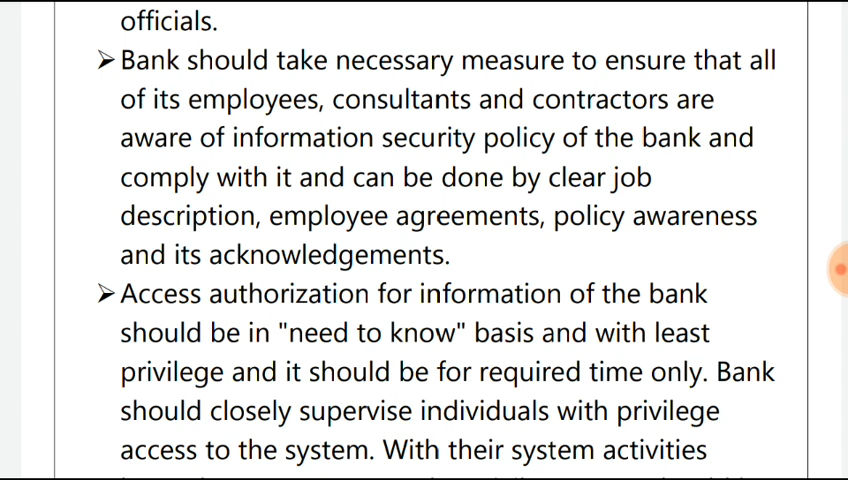 officials.
➢ Bank should take necessary measure to ensure that all
of its employees, consultants and contractors are
aware of information security policy of the bank and
comply with it and can be done by clear job
description, employee agreements, policy awareness
and its acknowledgements.
➢ Access authorization for information of the bank
should be in "need to know" basis and with least
privilege and it should be for required time only. Bank
should closely supervise individuals with privilege
access to the system. With their system activities